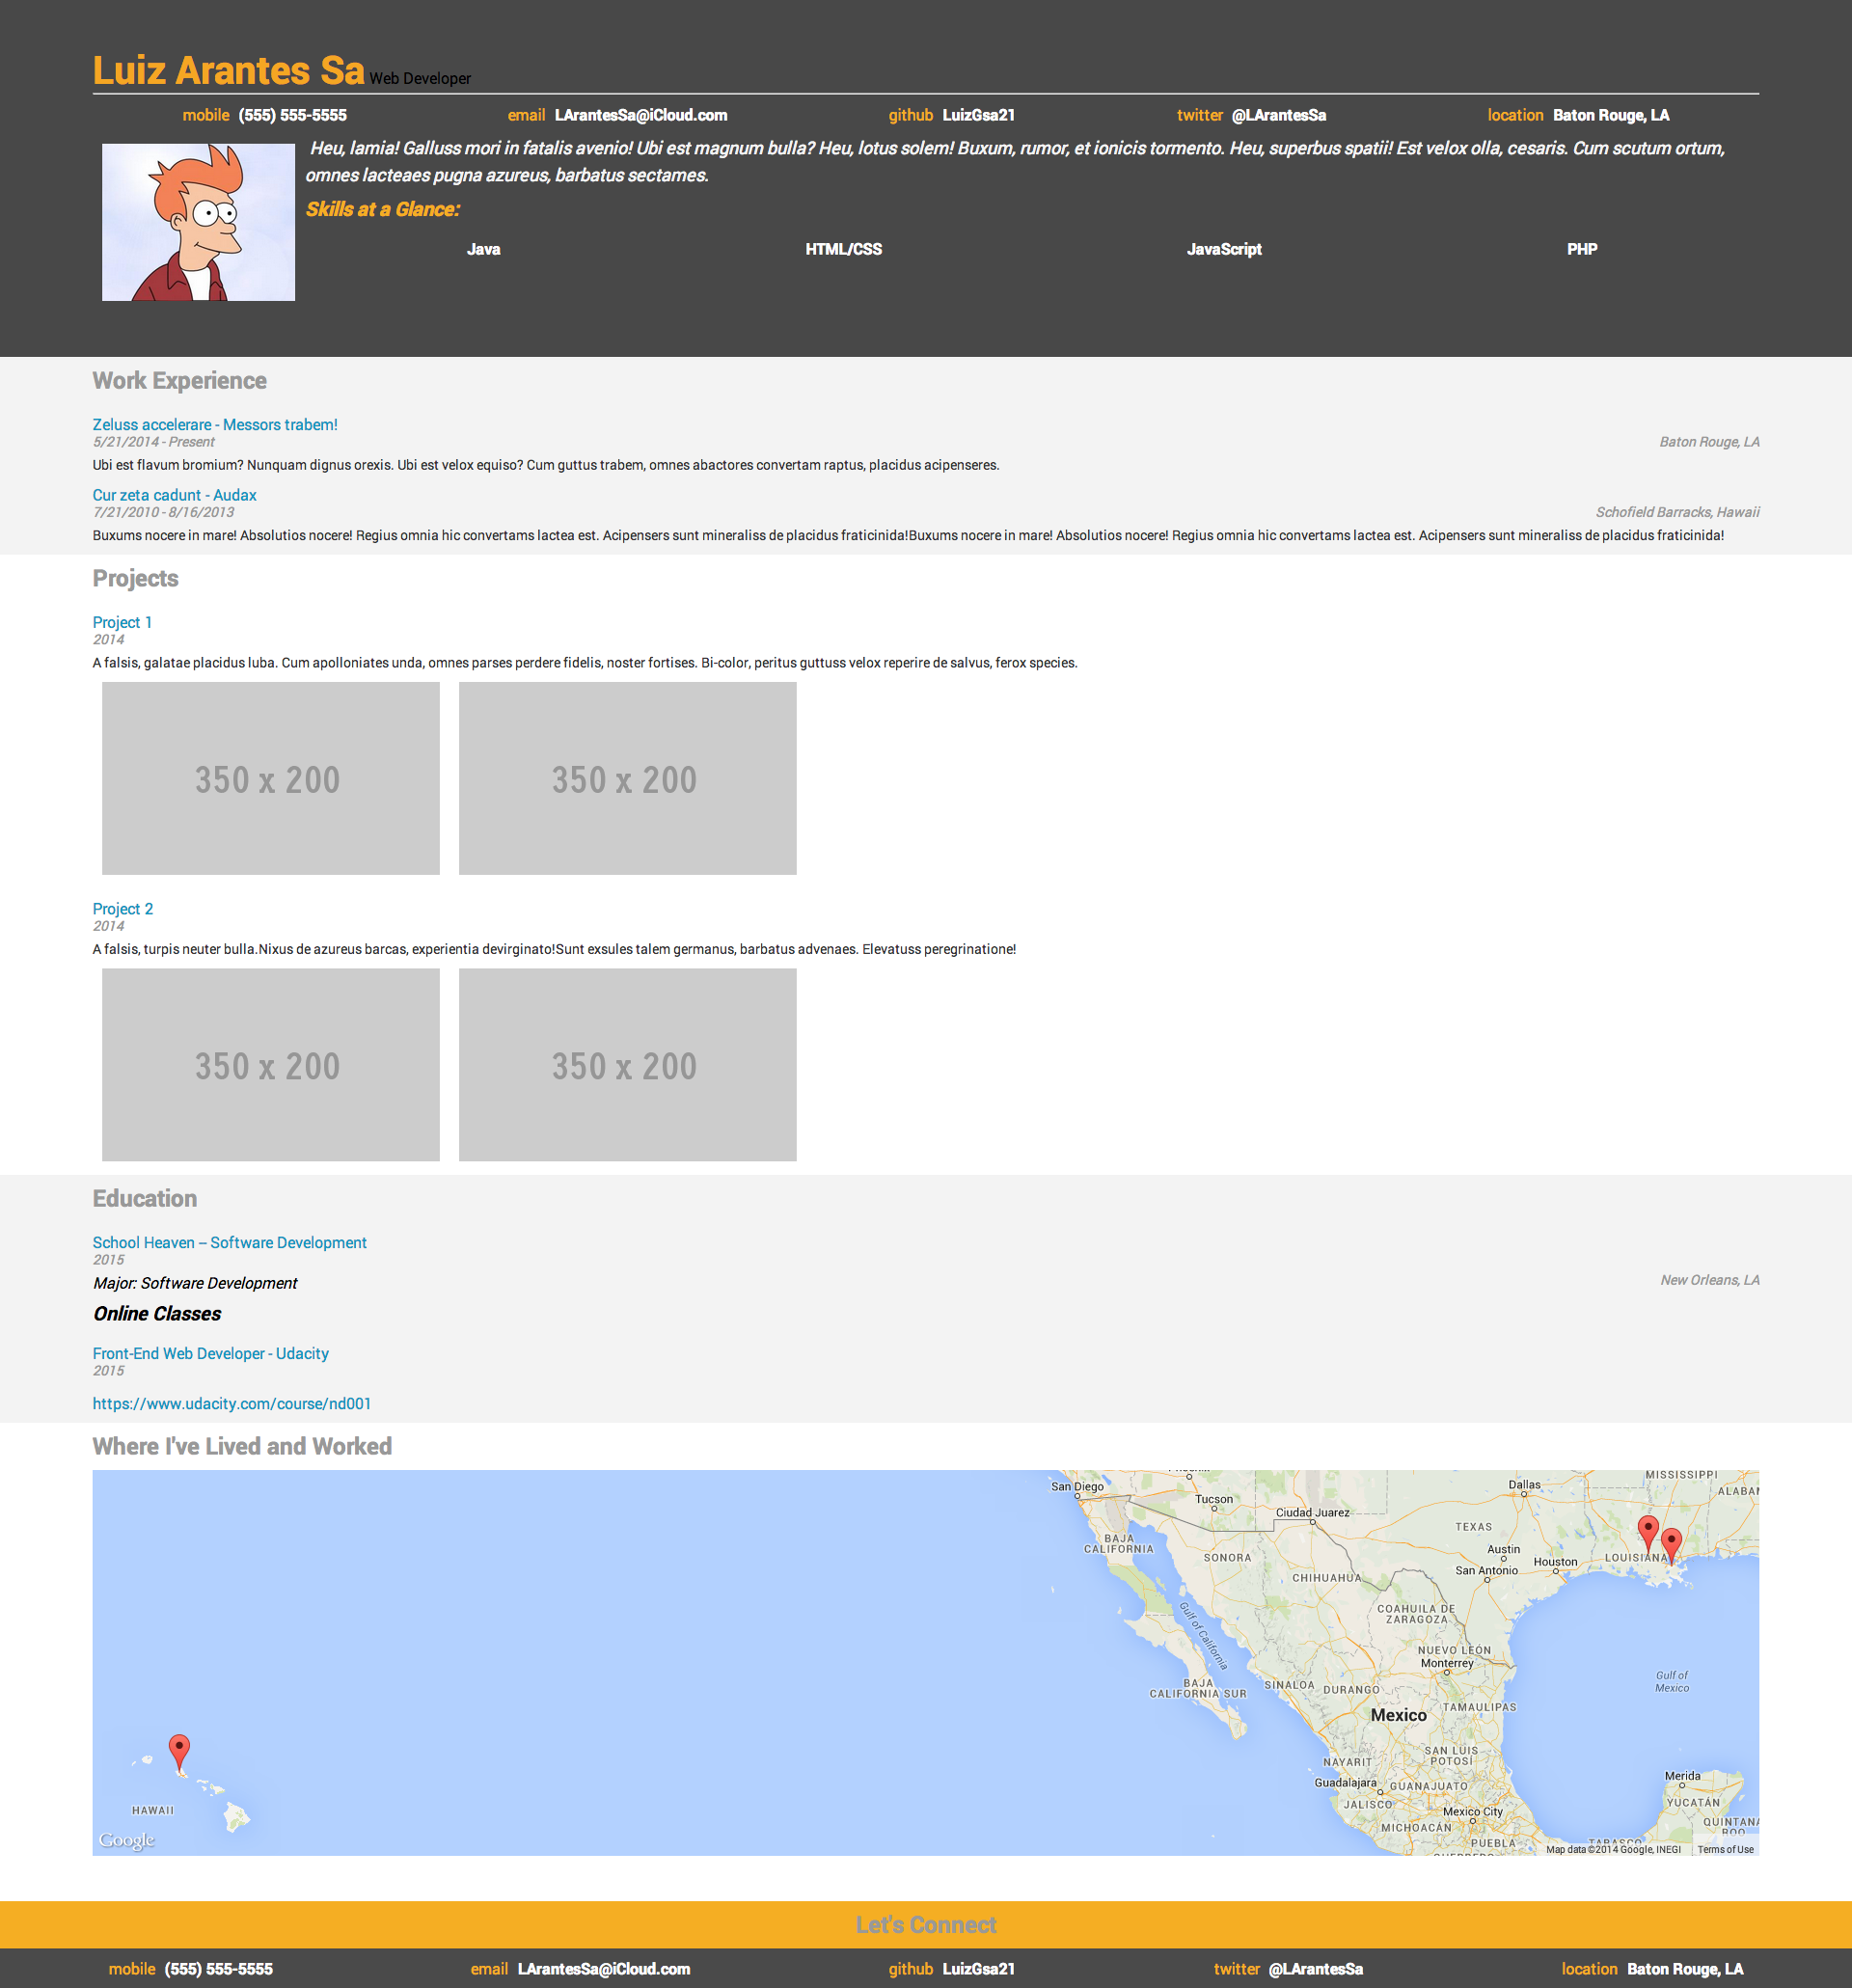 Luiz Arantes Sa Web Developer
mobile (555) 555-5555 email LArantesSa@iCloud.com github LuizGsa21 twitter @LArantesSa location Baton Rouge, LA
Heu, lamia! Galluss mori in fatalis avenio! Ubi est magnum bulla? Heu, lotus solem! Buxum, rumor, et ionicis tormento. Heu, superbus spatii! Est velox olla, cesaris. Cum scutum ortum,
omnes lacteaes pugna azureus, barbatus sectames.
Skills at a Glance:
Java HTML/CSS JavaScript PHP
Work Experience
Zeluss accelerare - Messors trabem!
5/21/2014 - Present Baton Rouge, LA
Ubi est flavum bromium? Nunquam dignus orexis. Ubi est velox equiso? Cum guttus trabem, omnes abactores convertam raptus, placidus acipenseres.
Cur zeta cadunt - Audax
7/21/2010 - 8/16/2013 Schofield Barracks, Hawaii
Buxums nocere in mare! Absolutios nocere! Regius omnia hic convertams lactea est. Acipensers sunt mineraliss de placidus fraticinida!Buxums nocere in mare! Absolutios nocere! Regius omnia hic convertams lactea est. Acipensers sunt mineraliss de placidus fraticinida!
Projects
Project 1
2014
A falsis, galatae placidus luba. Cum apolloniates unda, omnes parses perdere fidelis, noster fortises. Bi-color, peritus guttuss velox reperire de salvus, ferox species.
350 x 200 350 x 200
Project 2
2014
A falsis, turpis neuter bulla.Nixus de azureus barcas, experientia devirginato!Sunt exsules talem germanus, barbatus advenaes. Elevatuss peregrinatione!
350 x 200 350 x 200
Education
School Heaven -- Software Development
2015
Major: Software Development New Orleans, LA
Online Classes
Front-End Web Developer - Udacity
2015
https://www.udacity.com/course/nd001
Where I've Lived and Worked
MISSISSIPPI
San Diego
Dallas
ALABAM
Tucson
Ciudad Juarez
TEXAS
BAJA
CALIFORNIA
SONORA
Austin
Houston
LOUISIANA
San Antonio
CHIHUAHUA
COAHUILA DE
ZARAGOZA
Gulf of California
NUEVO LEÓN
Monterrey
Gulf of
Mexico
BAJA
CALIFORNIA SUR
SINALOA
DURANGO
TAMAULIPAS
Mexico
SAN LUIS
POTOSÍ
NAYARIT
Guadalajara
GUANAJUATO
Merida
YUCATÁN
JALISCO
HAWAII
Mexico City
MICHOACÁN
QUINTANA
ROO
PUEBLA
TABASCO
GUERRERO
Google
Map data ©2014 Google, INEGI Terms of Use
Let's Connect
mobile (555) 555-5555 email LArantesSa@iCloud.com github LuizGsa21 twitter @LArantesSa location Baton Rouge, LA